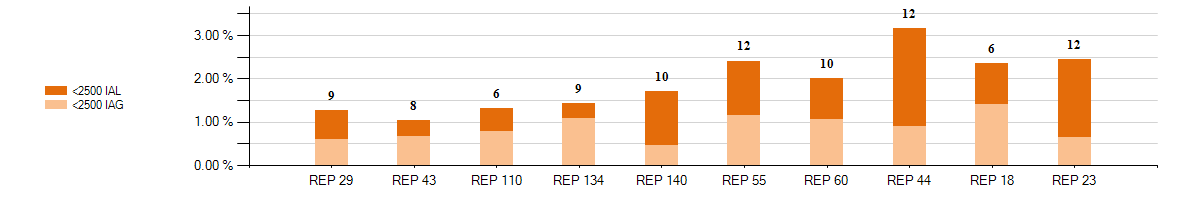 3.00 %
2.00 %
1.00 %
0.00 %
<2500 IAL
<2500 IAG
9
8
6
9
10
12
10
12
6
12
REP 29
REP 43
REP 110
REP 134
REP 140
REP 55
REP 60
REP 44
REP 18
REP 23